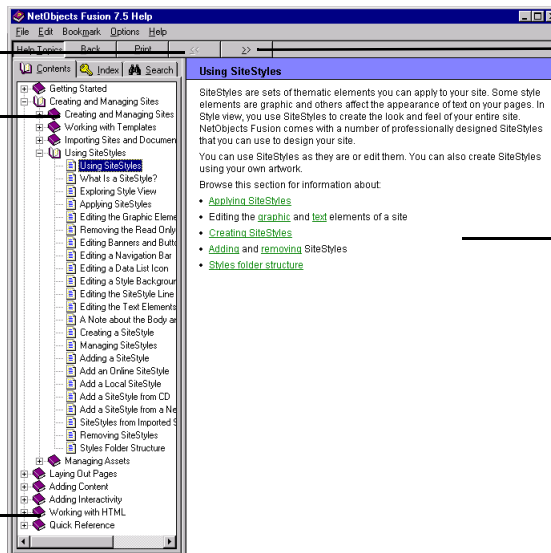 NetObjects Fusion 7.5 Help
File Edit Bookmark Options Help
Help Topics Back Print << >>
Contents Index Search
Getting Started
Creating and Managing Sites
Creating and Managing Sites
Working with Templates
Importing Sites and Documen
Using SiteStyles
Using SiteStyles
What Is a SiteStyle?
Exploring Style View
Applying SiteStyles
Editing the Graphic Eleme
Removing the Read Only
Editing Banners and Butto
Editing a Navigation Bar
Editing a Data List Icon
Editing a Style Backgrour
Editing the SiteStyle Line
Editing the Text Elements
A Note about the Body ar
Creating a SiteStyle
Managing SiteStyles
Adding a SiteStyle
Add an Online SiteStyle
Add a Local SiteStyle
Add a SiteStyle from CD
Add a SiteStyle from a Ne
SiteStyles from Imported S
Removing SiteStyles
Styles Folder Structure
Managing Assets
Laying Out Pages
Adding Content
Adding Interactivity
Working with HTML
Quick Reference
Using SiteStyles
SiteStyles are sets of thematic elements you can apply to your site. Some style
elements are graphic and others affect the appearance of text on your pages. In
Style view, you use SiteStyles to create the look and feel of your entire site.
NetObjects Fusion comes with a number of professionally designed SiteStyles
that you can use to design your site.
You can use SiteStyles as they are or edit them. You can also create SiteStyles
using your own artwork.
Browse this section for information about:
• Applying SiteStyles
• Editing the graphic and text elements of a site
• Creating SiteStyles
• Adding and removing SiteStyles
• Styles folder structure